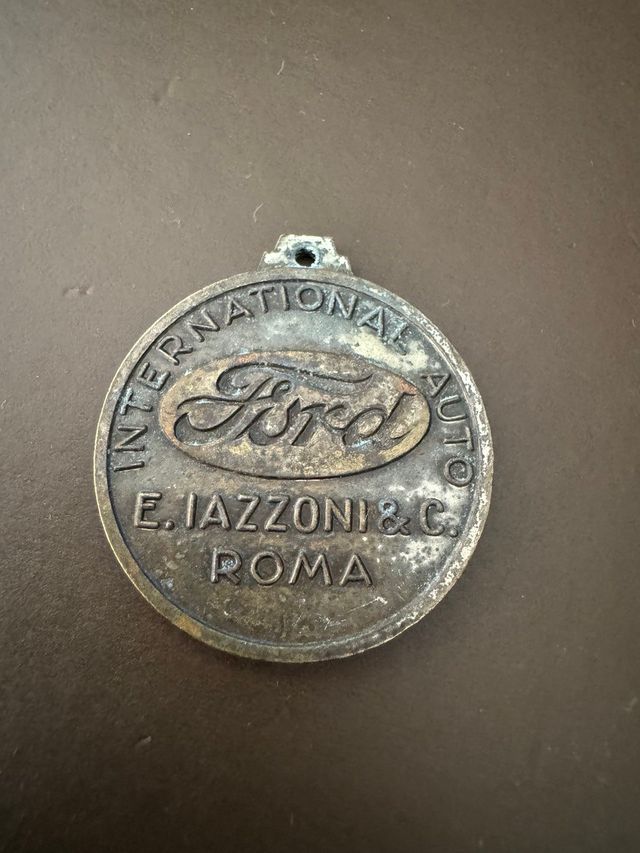 INTERNATIONAL AUTO
Ford
E. IAZZONI & C.
ROMA